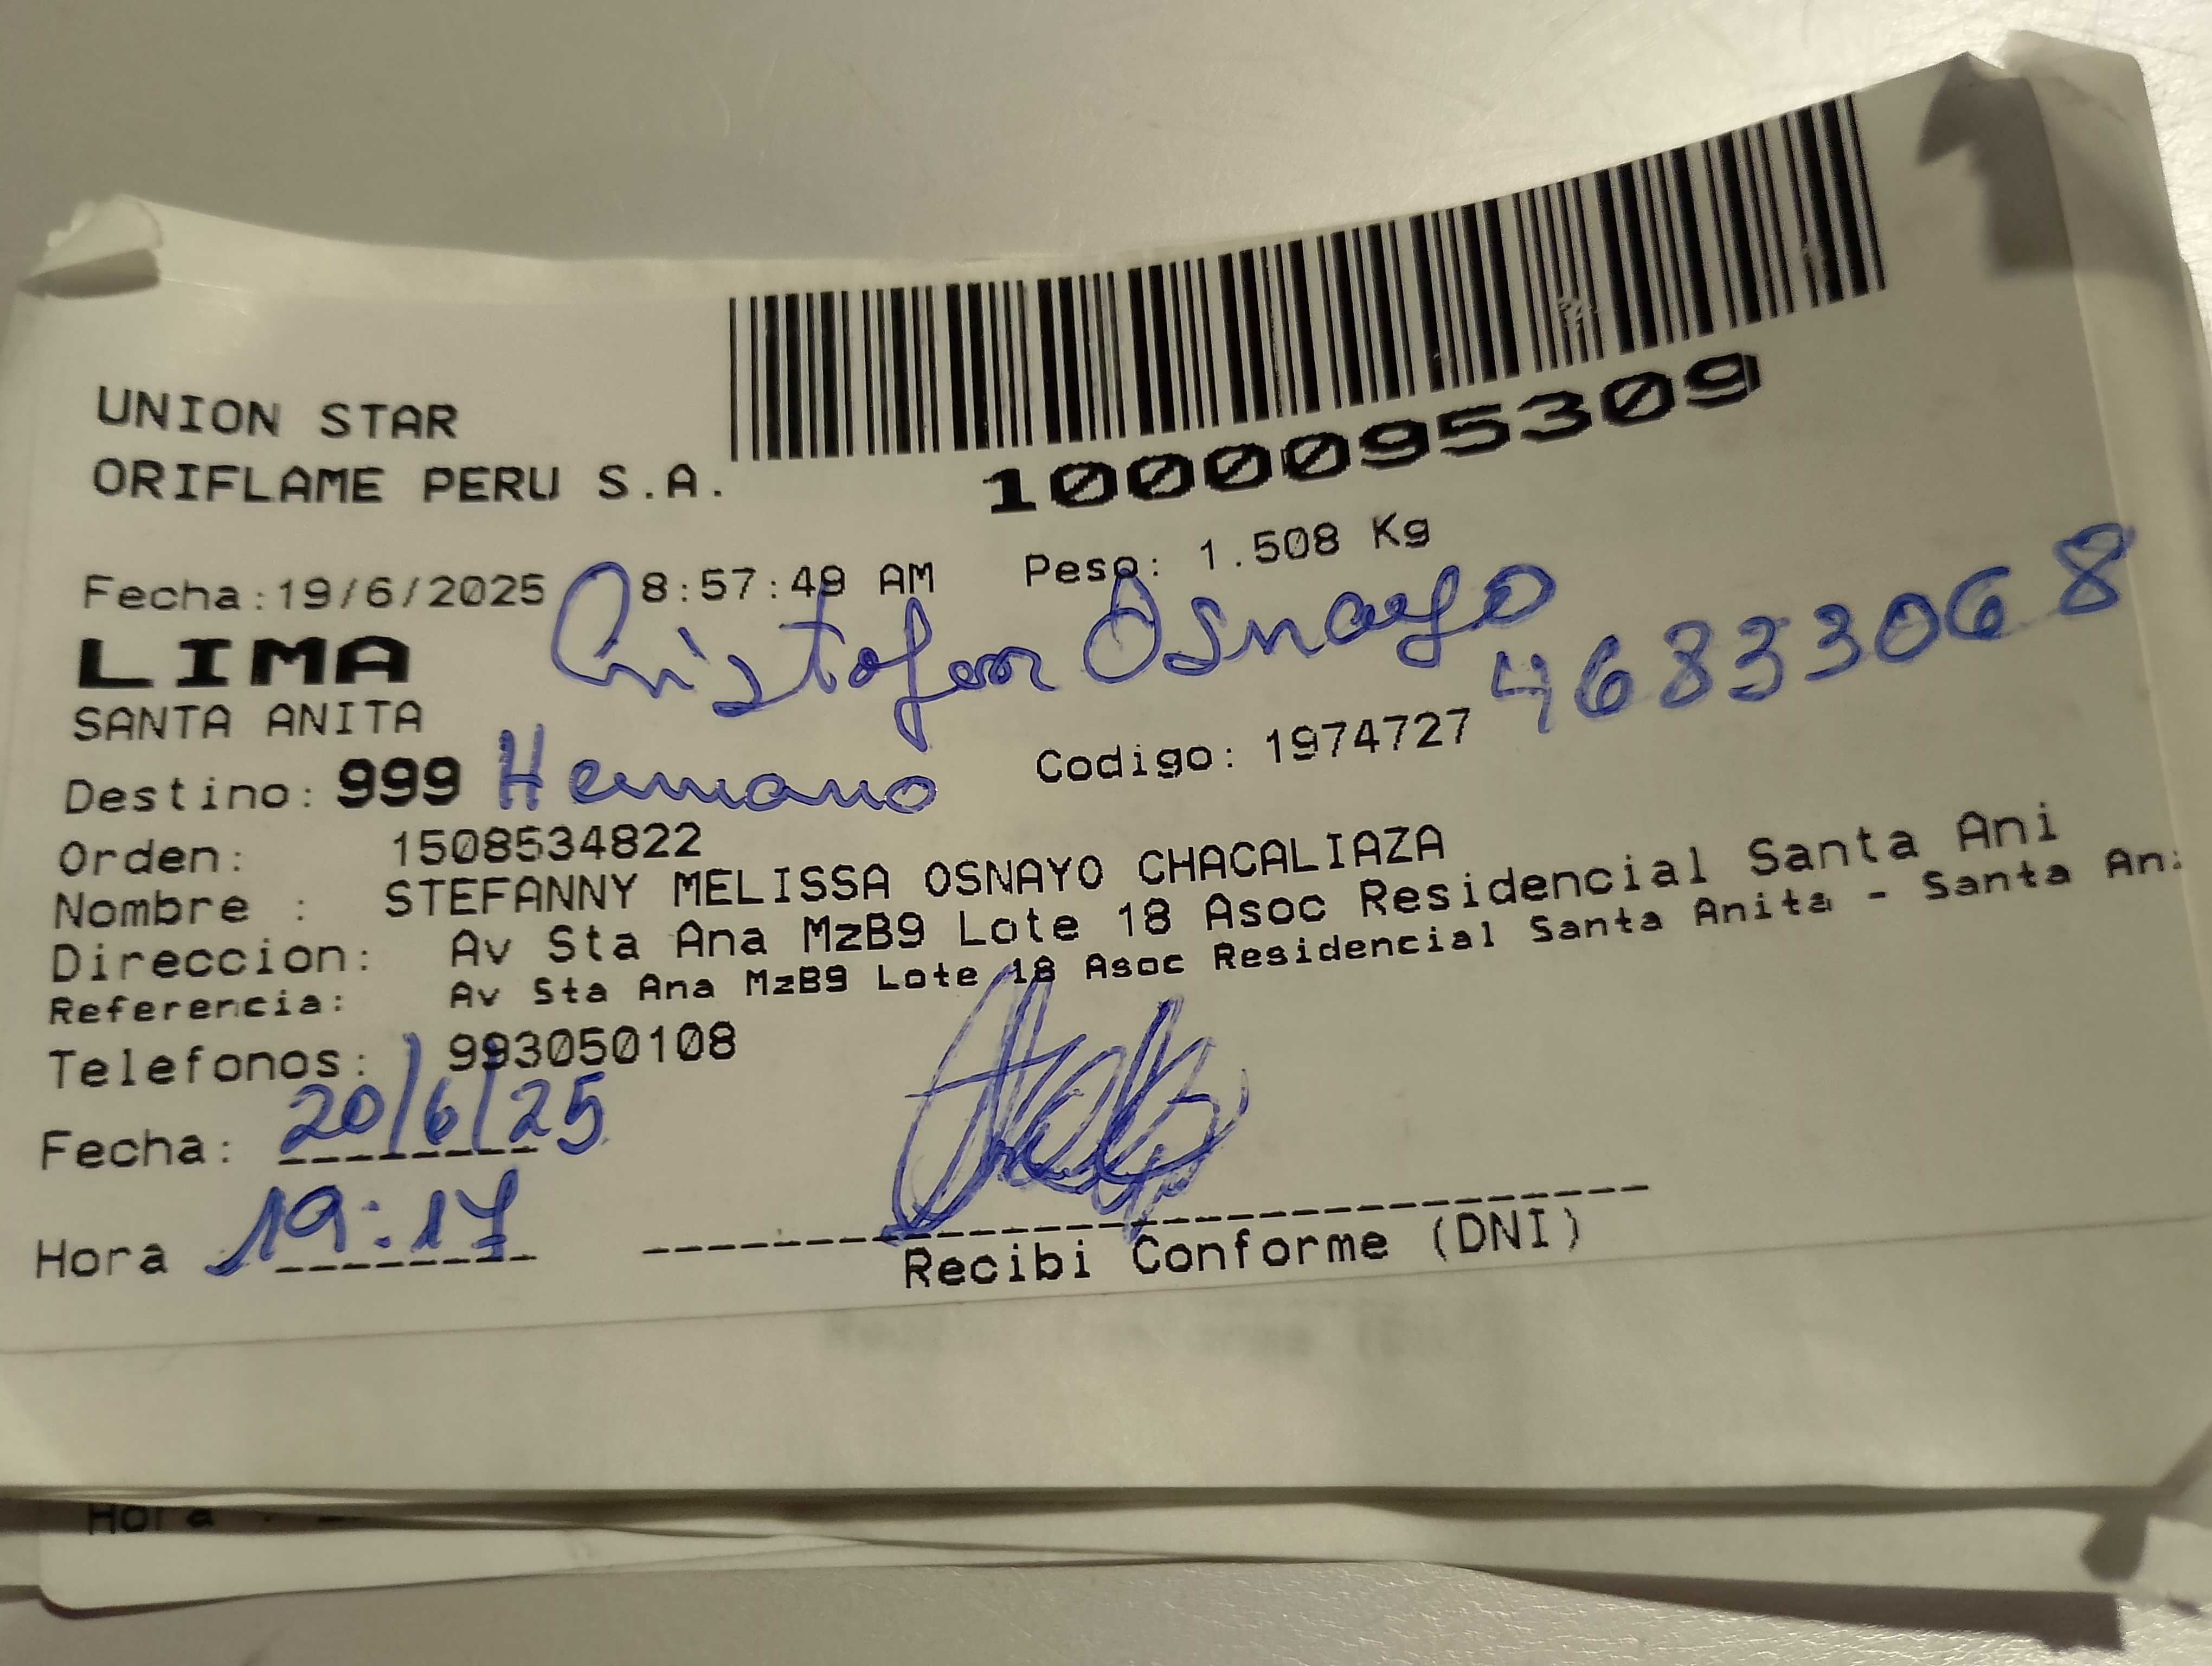 UNION STAR
ORIFLAME PERU S.A.
1000095309
Fecha:19/6/2025 8:57:49 AM Peso: 1.508 Kg
Cristofer Osnayo 46833068
LIMA
SANTA ANITA
Destino: 999 Hermano Codigo: 1974727
Orden: 1508534822
Nombre : STEFANNY MELISSA OSNAYO CHACALIAZA
Direccion: Av Sta Ana MzB9 Lote 18 Asoc Residencial Santa Ani
Referencia: Av Sta Ana MzB9 Lote 18 Asoc Residencial Santa Anita - Santa Ani
Telefonos: 993050108
Fecha: 20/6/25
Hora 19:17
Recibi Conforme (DNI)
Hora :